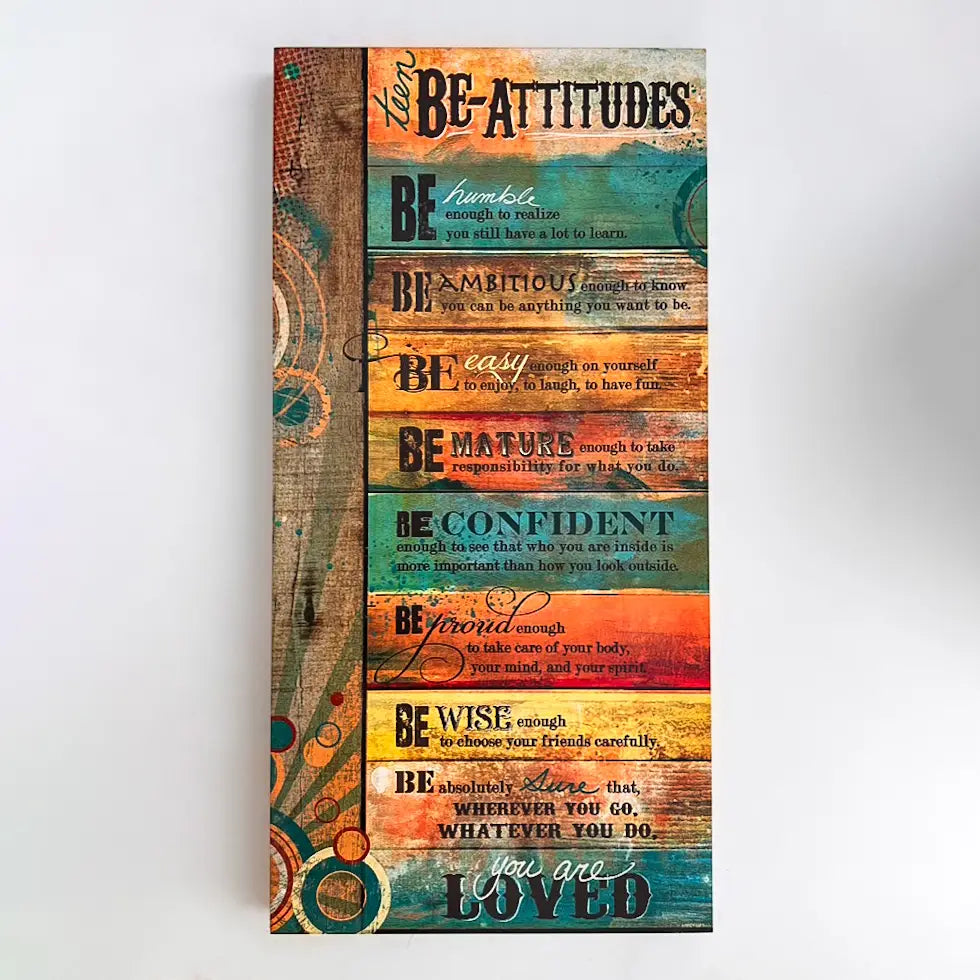 teen BE-ATTITUDES
BE humble
enough to realize
you still have a lot to learn.
BE AMBITIOUS enough to know
you can be anything you want to be.
BE easy enough on yourself
to enjoy, to laugh, to have fun.
BE MATURE enough to take
responsibility for what you do.
BE CONFIDENT
enough to see that who you are inside is
more important than how you look outside.
BE proud enough
to take care of your body,
your mind, and your spirit.
BE WISE enough
to choose your friends carefully.
BE absolutely sure that,
WHEREVER YOU GO,
WHATEVER YOU DO,
you are
LOVED